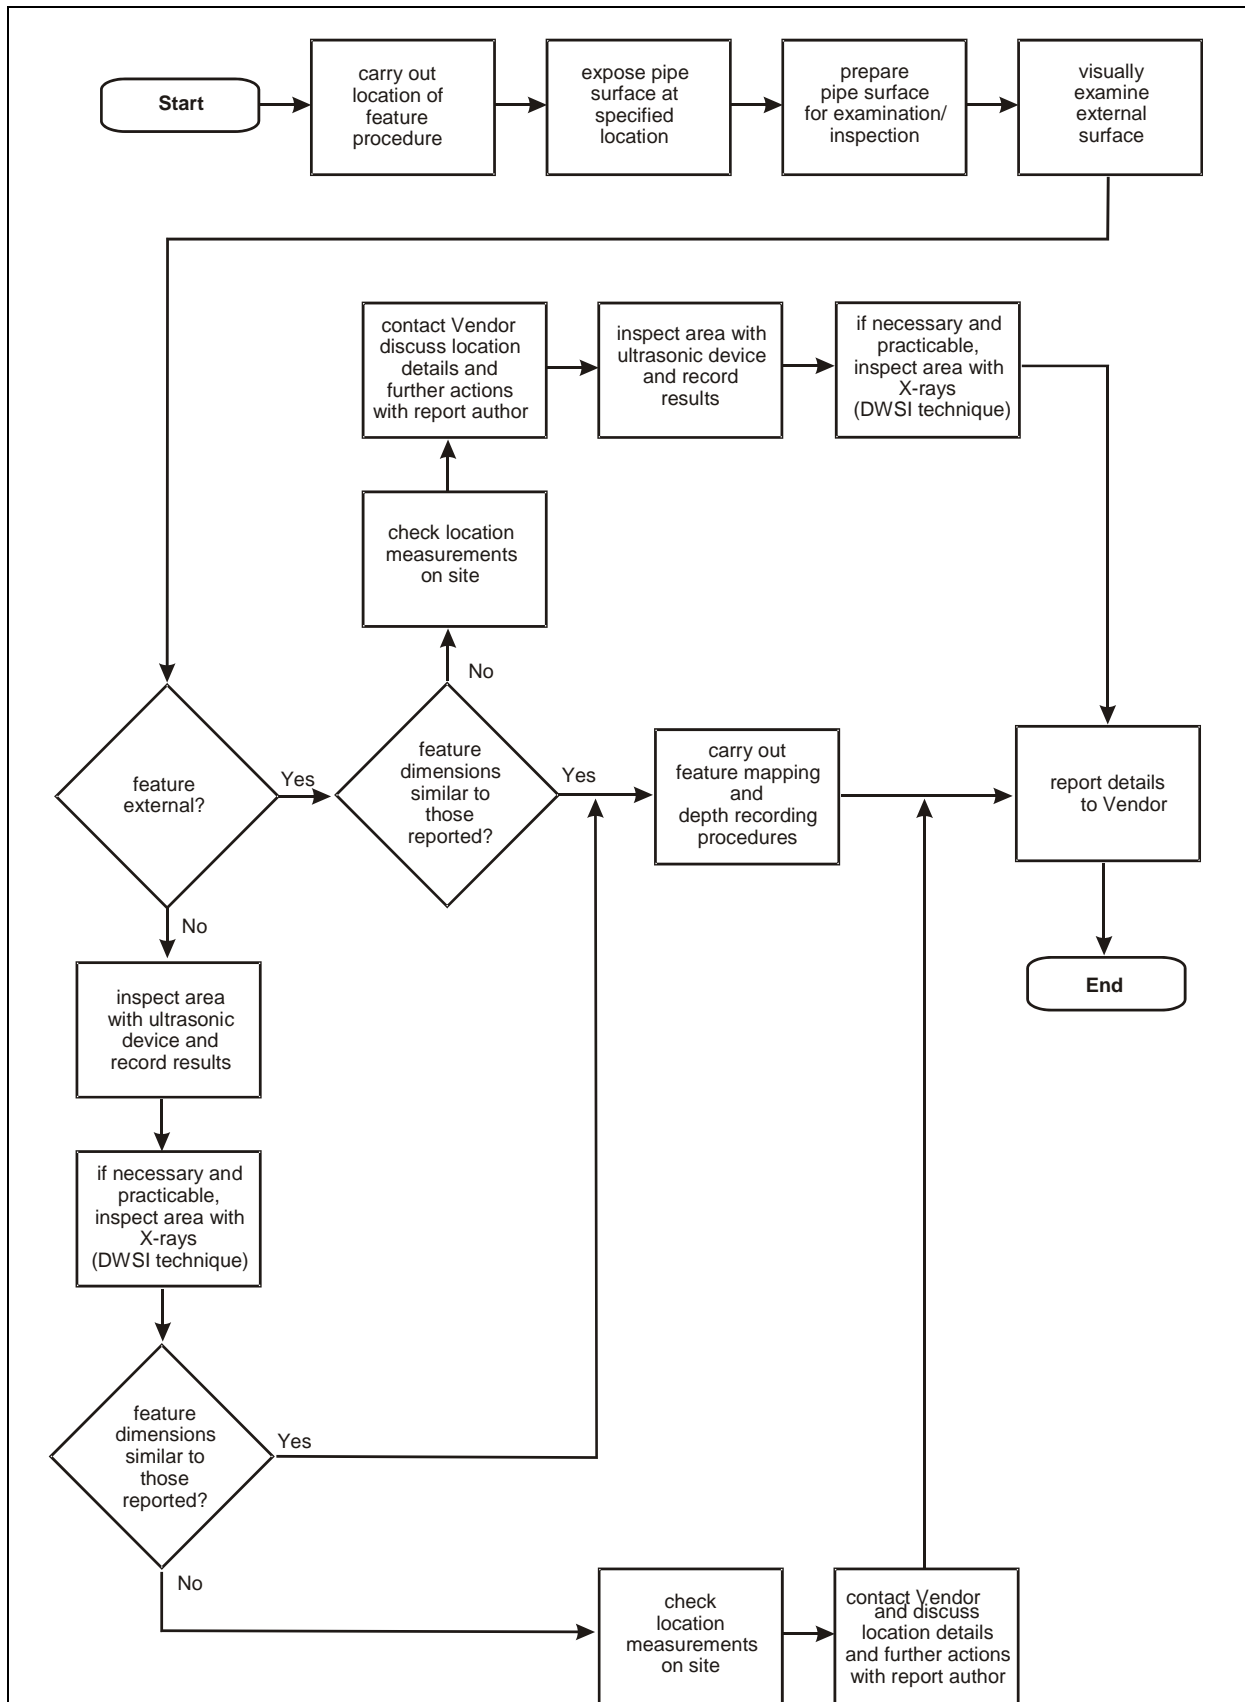 Start
carry out
location of
feature
procedure
expose pipe
surface at
specified
location
prepare
pipe surface
for examination/
inspection
visually
examine
external
surface
contact Vendor
discuss location
details and
further actions
with report author
inspect area with
ultrasonic device
and record
results
if necessary and
practicable,
inspect area with
X-rays
(DWSI technique)
check location
measurements
on site
No
feature
external?
Yes
feature
dimensions
similar to
those
reported?
Yes
carry out
feature mapping
and
depth recording
procedures
report details
to Vendor
No
End
inspect area
with ultrasonic
device and
record results
if necessary and
practicable,
inspect area with
X-rays
(DWSI technique)
feature
dimensions
similar to
those
reported?
Yes
No
check
location
measurements
on site
contact Vendor
and discuss
location details
and further actions
with report author